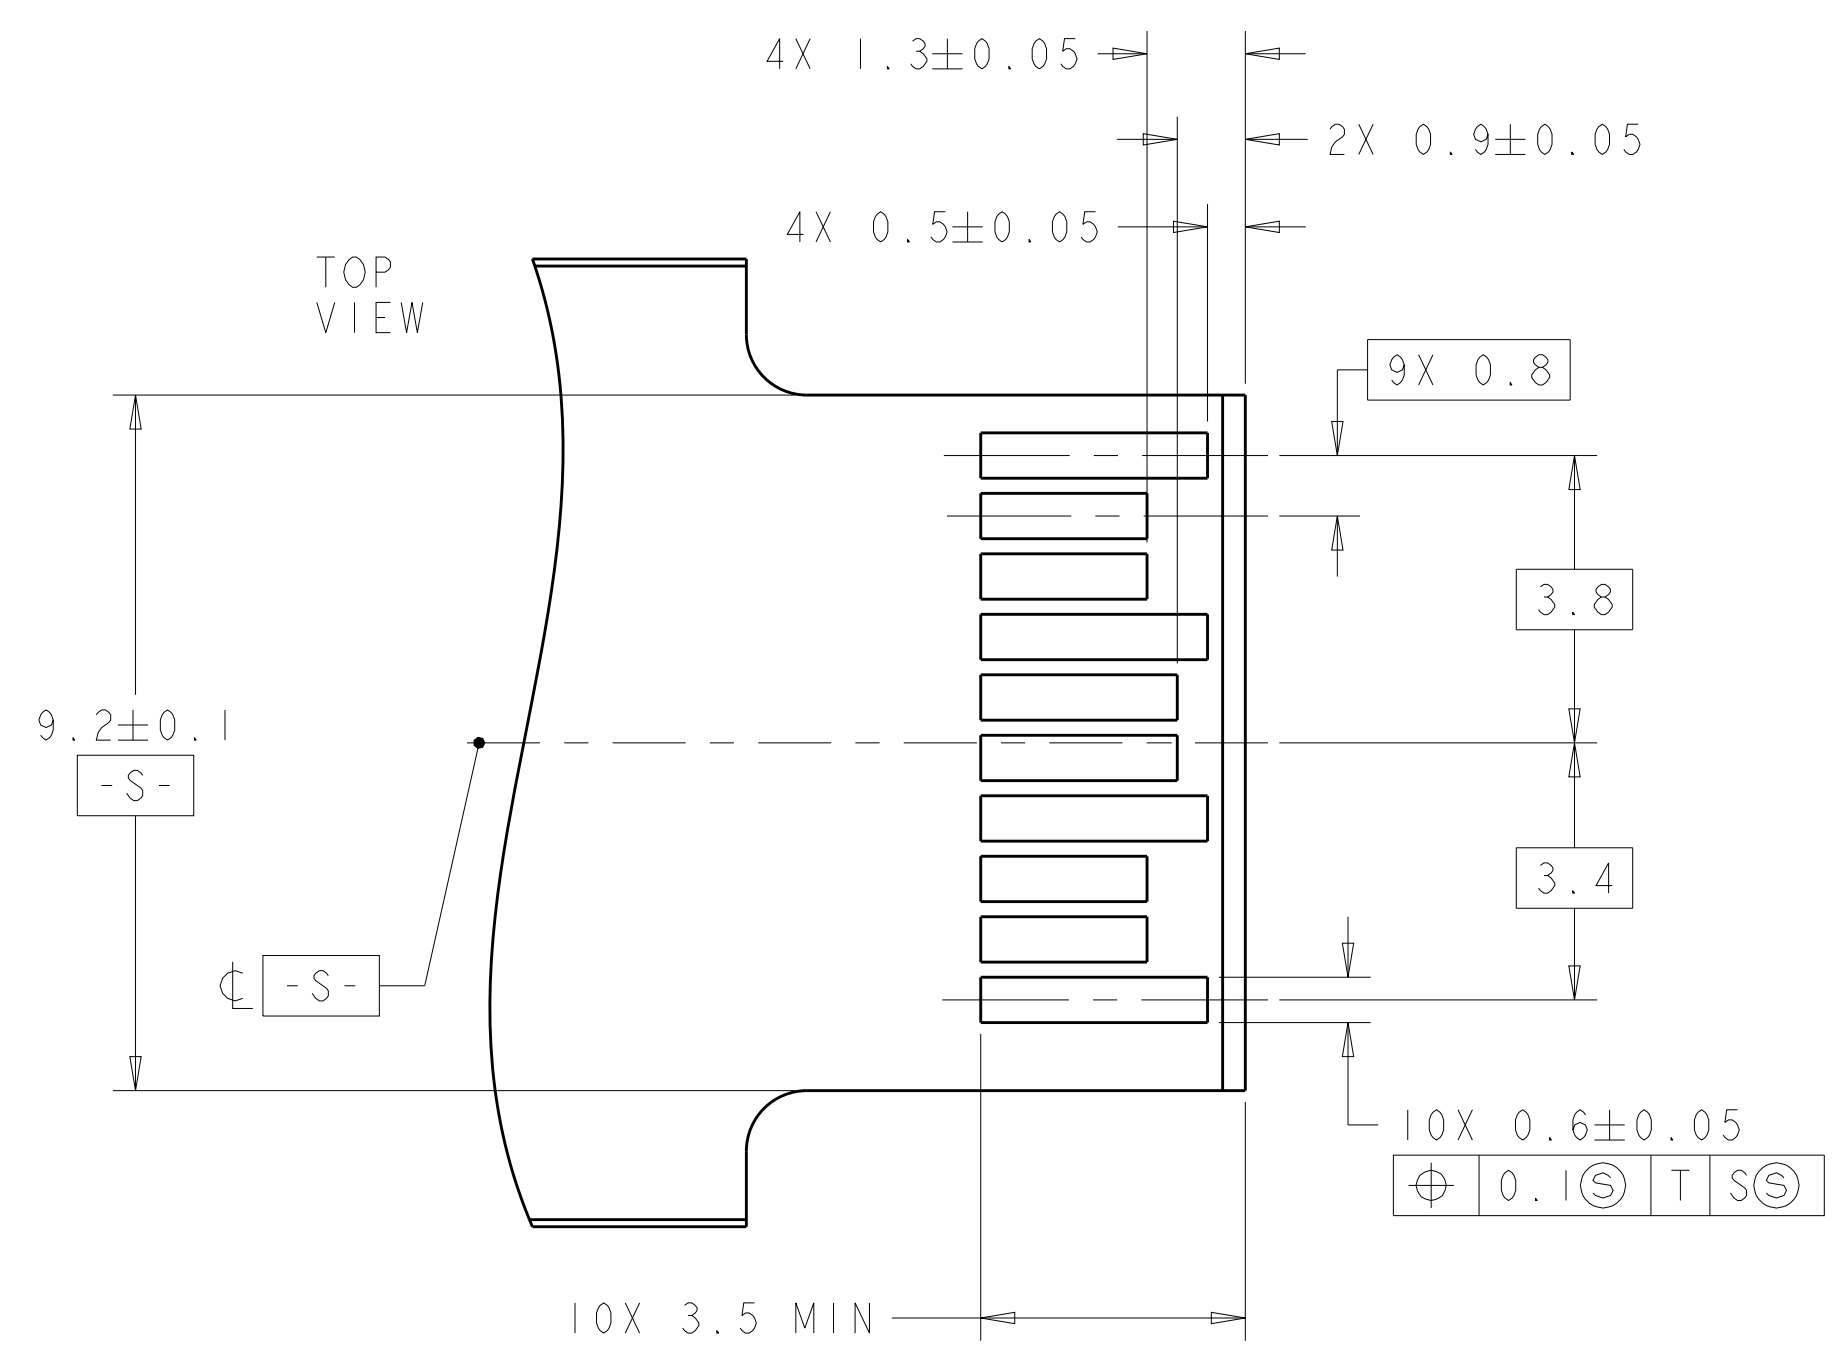 4X 1.3±0.05
2X 0.9±0.05
4X 0.5±0.05
TOP
VIEW
9X 0.8
3.8
9.2±0.1
-S-
3.4
℄ -S-
10X 0.6±0.05
⌖ 0.1Ⓢ T SⓈ
10X 3.5 MIN